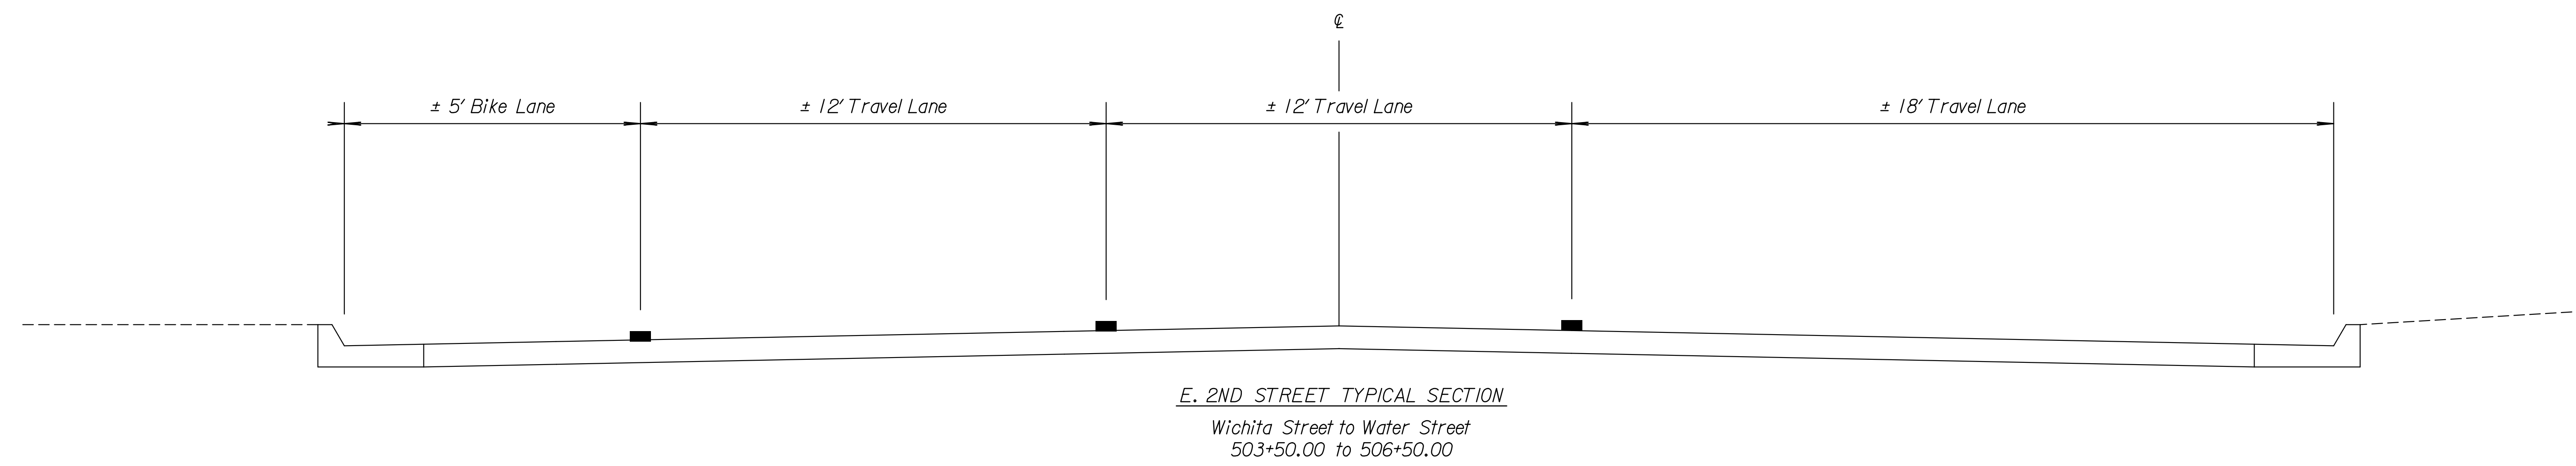 ℄
± 5' Bike Lane
± 12' Travel Lane
± 12' Travel Lane
± 18' Travel Lane
E. 2ND STREET TYPICAL SECTION
Wichita Street to Water Street
503+50.00 to 506+50.00